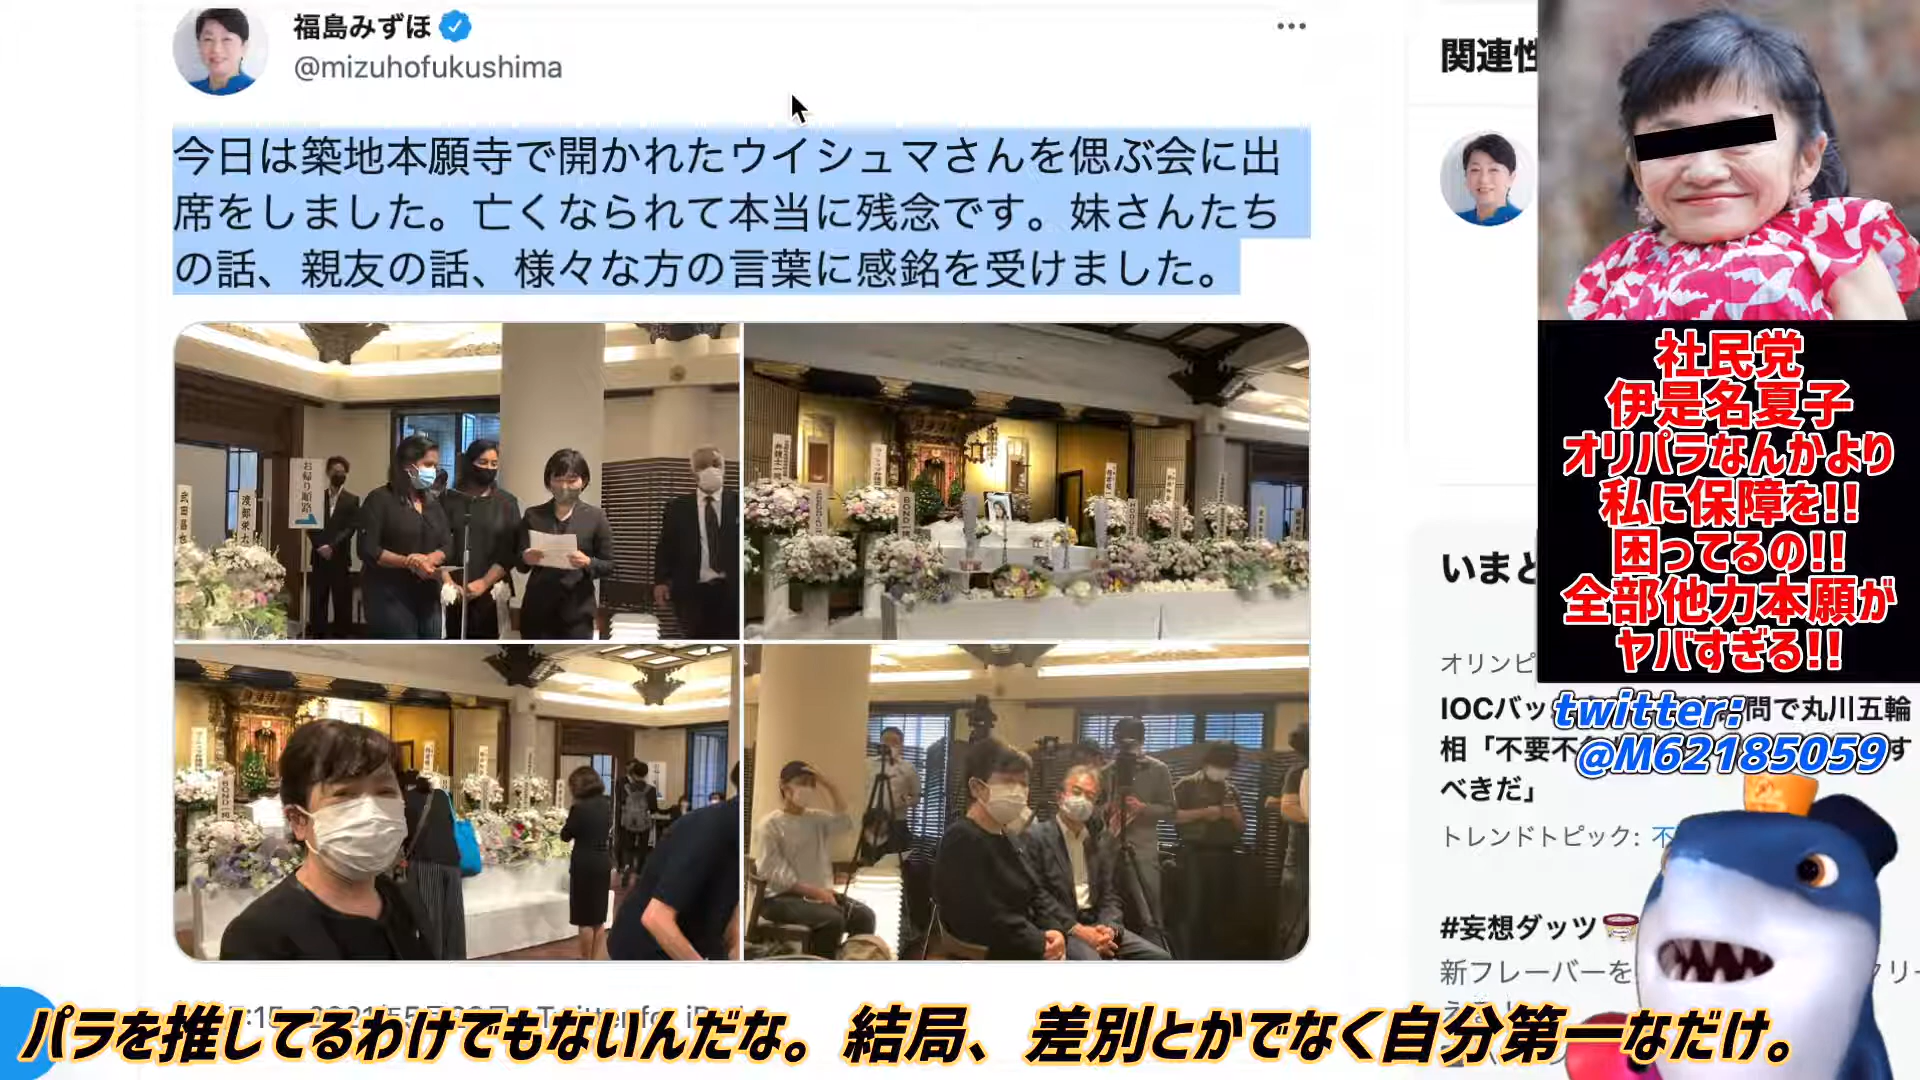 福島みずほ
@mizuhofukushima
今日は築地本願寺で開かれたウイシュマさんを偲ぶ会に出
席をしました。亡くなられて本当に残念です。妹さんたち
の話、親友の話、様々な方の言葉に感銘を受けました。
お帰り順路
関連性
いまど
オリンピ
IOCバッ
問で丸川五輪
相「不要不
す
べきだ」
トレンドトピック: 不
#妄想ダッツ
新フレーバーを
クリー
社民党
伊是名夏子
オリパラなんかより
私に保障を!!
困ってるの!!
全部他力本願が
ヤバすぎる!!
twitter:
@M62185059
パラを推してるわけでもないんだな。結局、差別とかでなく自分第一なだけ。